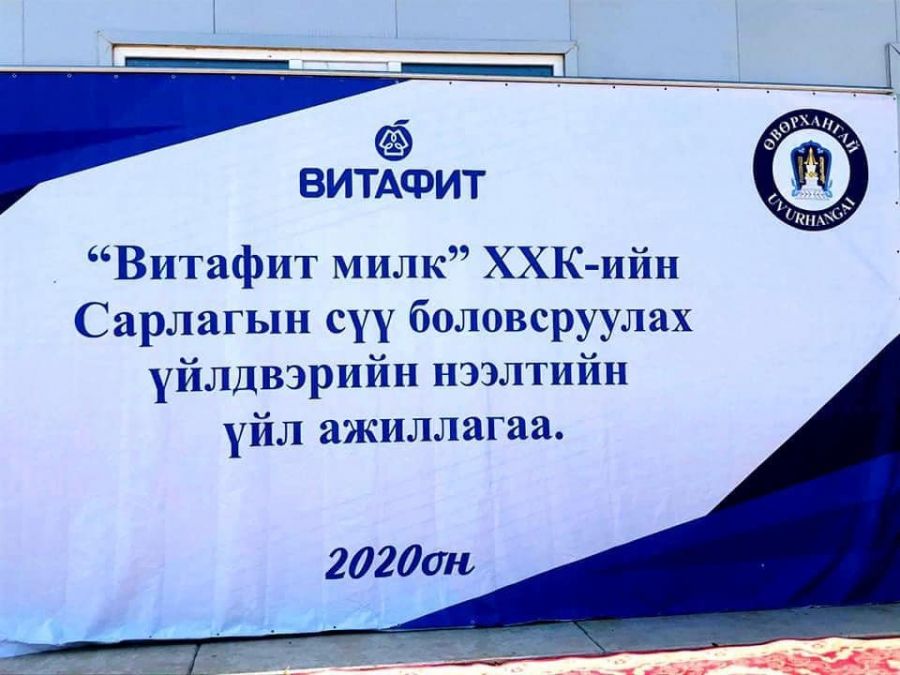 ВИТАФИТ
ӨВӨРХАНГАЙ
UVURHANGAI
“Витафит милк” ХХК-ийн
Сарлагын сүү боловсруулах
үйлдвэрийн нээлтийн
үйл ажиллагаа.
2020он